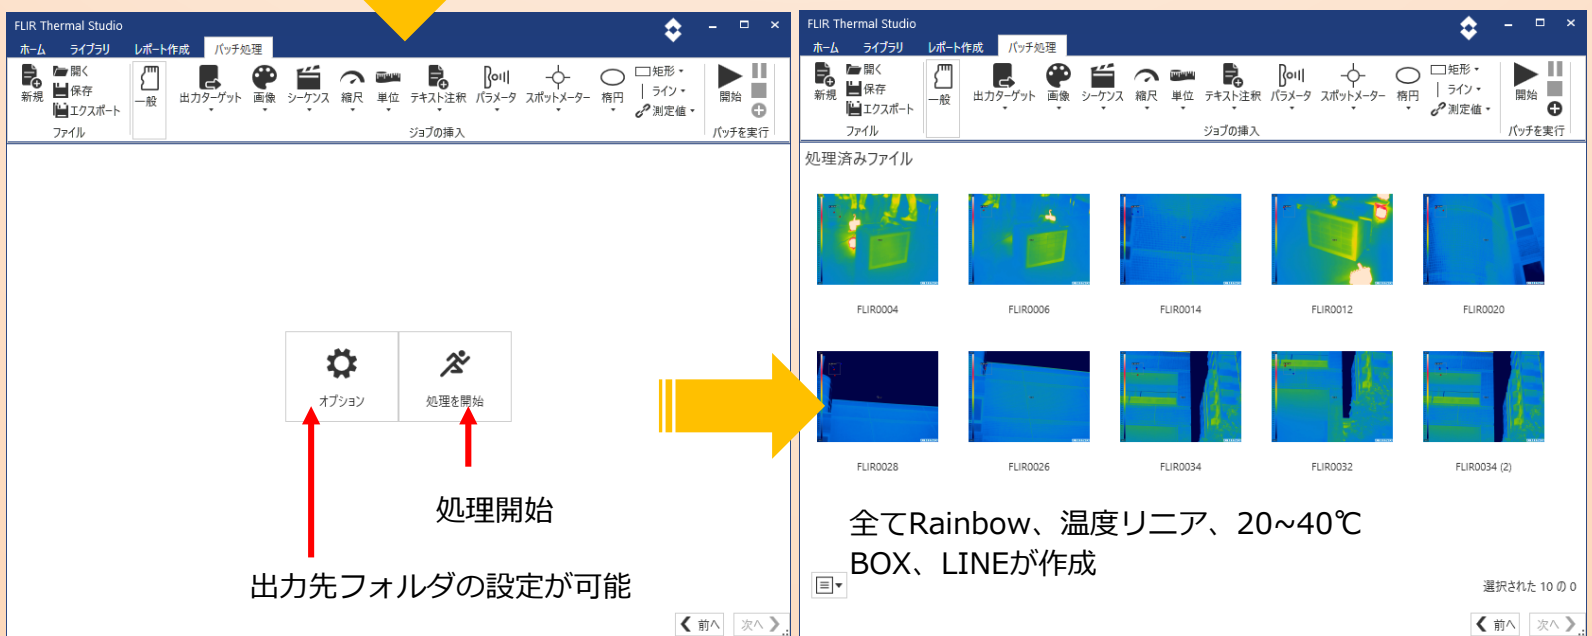 FLIR Thermal Studio
ホーム ライブラリ レポート作成 バッチ処理
新規
開く
保存
エクスポート
ファイル
一般
出力ターゲット 画像 シーケンス 縮尺 単位 テキスト注釈 パラメータ スポットメーター 楕円
矩形
ライン
測定値
ジョブの挿入
開始
バッチを実行
オプション
処理を開始
処理開始
出力先フォルダの設定が可能
前へ 次へ
FLIR Thermal Studio
ホーム ライブラリ レポート作成 バッチ処理
新規
開く
保存
エクスポート
ファイル
一般
出力ターゲット 画像 シーケンス 縮尺 単位 テキスト注釈 パラメータ スポットメーター 楕円
矩形
ライン
測定値
ジョブの挿入
開始
バッチを実行
処理済みファイル
FLIR0004 FLIR0006 FLIR0014 FLIR0012 FLIR0020
FLIR0028 FLIR0026 FLIR0034 FLIR0032 FLIR0034 (2)
全てRainbow、温度リニア、20~40℃
BOX、LINEが作成
選択された 10 の 0
前へ 次へ